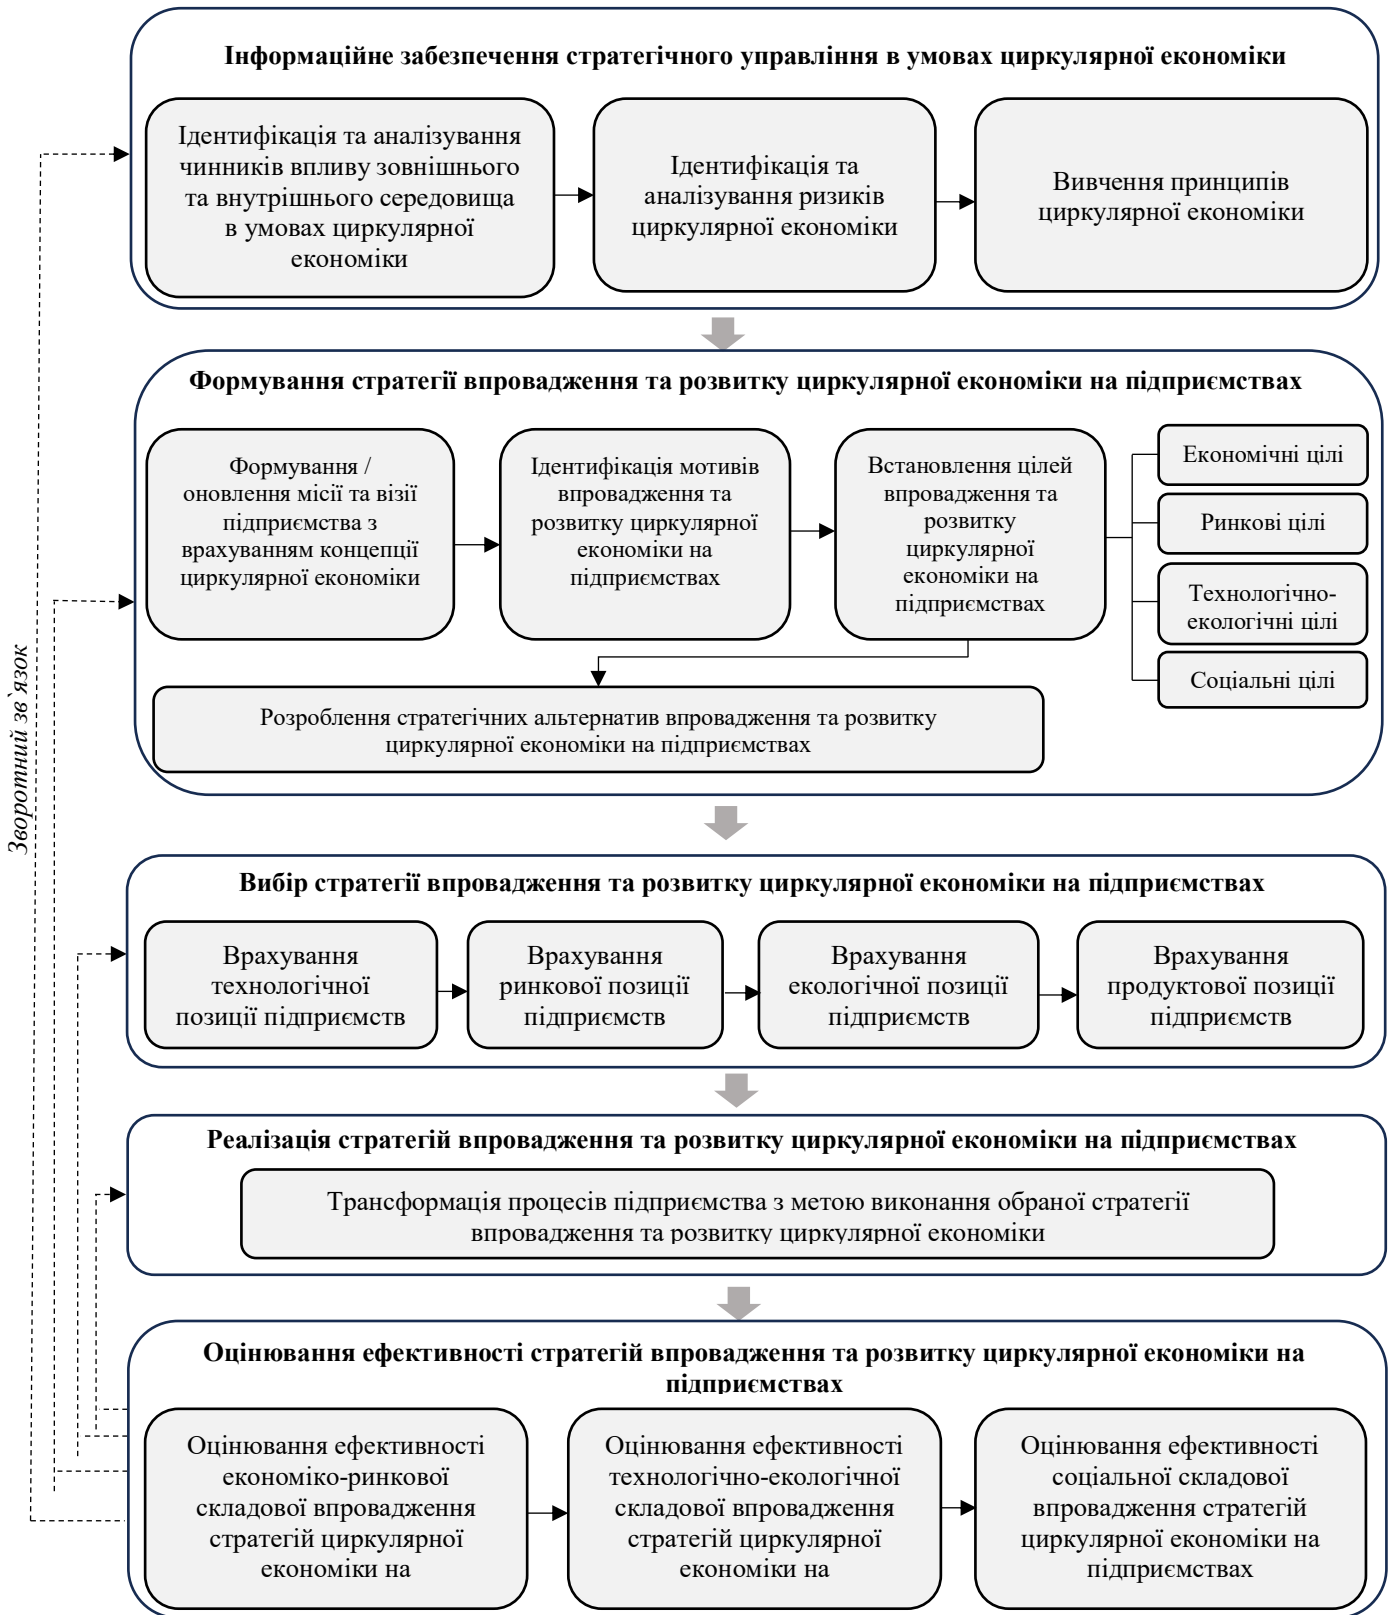 Інформаційне забезпечення стратегічного управління в умовах циркулярної економіки
Ідентифікація та аналізування
чинників впливу зовнішнього
та внутрішнього середовища
в умовах циркулярної
економіки
Ідентифікація та
аналізування ризиків
циркулярної економіки
Вивчення принципів
циркулярної економіки
Формування стратегії впровадження та розвитку циркулярної економіки на підприємствах
Формування /
оновлення місії та візії
підприємства з
врахуванням концепції
циркулярної економіки
Ідентифікація мотивів
впровадження та
розвитку циркулярної
економіки на
підприємствах
Встановлення цілей
впровадження та
розвитку
циркулярної
економіки на
підприємствах
Економічні цілі
Ринкові цілі
Технологічно-
екологічні цілі
Соціальні цілі
Розроблення стратегічних альтернатив впровадження та розвитку
циркулярної економіки на підприємствах
Зворотний зв`язок
Вибір стратегії впровадження та розвитку циркулярної економіки на підприємствах
Врахування
технологічної
позиції підприємств
Врахування
ринкової позиції
підприємств
Врахування
екологічної позиції
підприємств
Врахування
продуктової позиції
підприємств
Реалізація стратегій впровадження та розвитку циркулярної економіки на підприємствах
Трансформація процесів підприємства з метою виконання обраної стратегії
впровадження та розвитку циркулярної економіки
Оцінювання ефективності стратегій впровадження та розвитку циркулярної економіки на
підприємствах
Оцінювання ефективності
економіко-ринкової
складової впровадження
стратегій циркулярної
економіки на
Оцінювання ефективності
технологічно-екологічної
складової впровадження
стратегій циркулярної
економіки на
Оцінювання ефективності
соціальної складової
впровадження стратегій
циркулярної економіки на
підприємствах